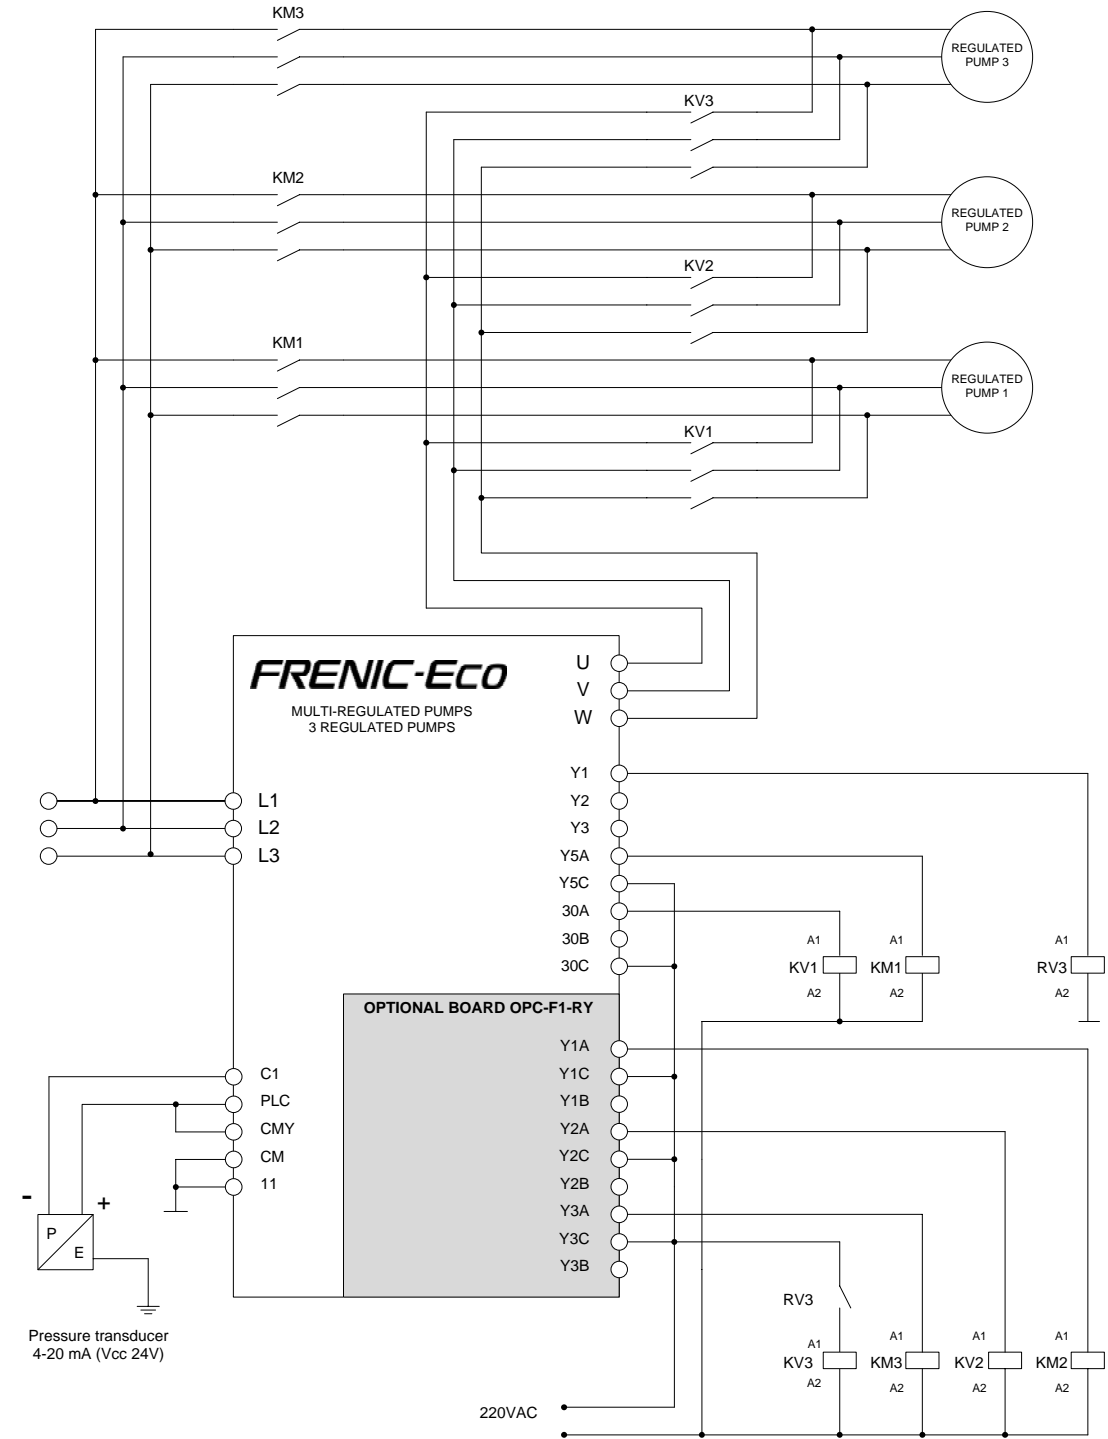 KM3
REGULATED
PUMP 3
KV3
KM2
REGULATED
PUMP 2
KV2
KM1
REGULATED
PUMP 1
KV1
FRENIC-Eco
MULTI-REGULATED PUMPS
3 REGULATED PUMPS
U
V
W
L1
L2
L3
Y1
Y2
Y3
Y5A
Y5C
30A
30B
30C
A1
KV1
A2
A1
KM1
A2
A1
RV3
A2
OPTIONAL BOARD OPC-F1-RY
Y1A
Y1C
Y1B
Y2A
Y2C
Y2B
Y3A
Y3C
Y3B
C1
PLC
CMY
CM
11
-
+
P
E
Pressure transducer
4-20 mA (Vcc 24V)
RV3
A1
KV3
A2
A1
KM3
A2
A1
KV2
A2
A1
KM2
A2
220VAC